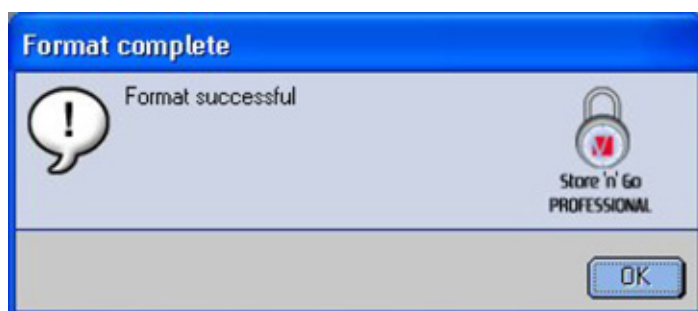 Format complete
Format successful
Store 'n' Go
PROFESSIONAL
OK